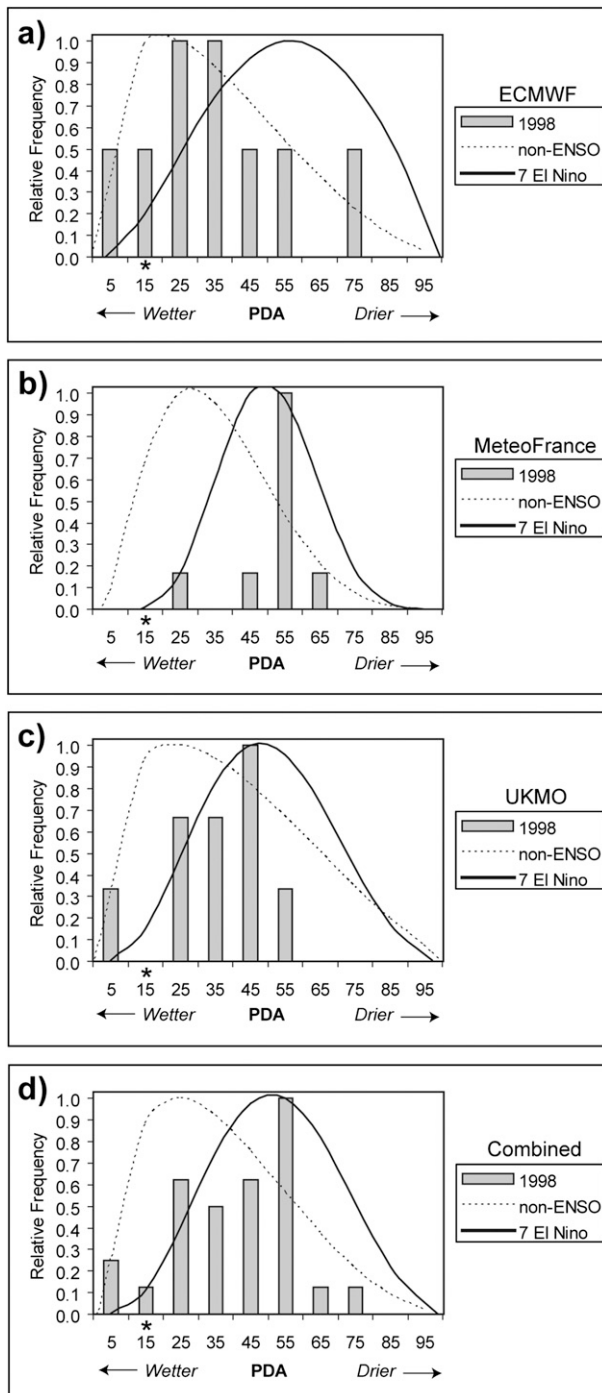 a)
Relative Frequency
1.0
0.9
0.8
0.7
0.6
0.5
0.4
0.3
0.2
0.1
0.0
5 15 25 35 45 55 65 75 95
*
← Wetter PDA Drier →
ECMWF
1998
non-ENSO
7 El Nino
b)
Relative Frequency
1.0
0.9
0.8
0.7
0.6
0.5
0.4
0.3
0.2
0.1
0.0
5 15 25 35 45 55 65 75 95
*
← Wetter PDA Drier →
MeteoFrance
1998
non-ENSO
7 El Nino
c)
Relative Frequency
1.0
0.9
0.8
0.7
0.6
0.5
0.4
0.3
0.2
0.1
0.0
5 15 25 35 45 55 65 75 95
*
← Wetter PDA Drier →
UKMO
1998
non-ENSO
7 El Nino
d)
Relative Frequency
1.0
0.9
0.8
0.7
0.6
0.5
0.4
0.3
0.2
0.1
0.0
5 15 25 35 45 55 65 75 95
*
← Wetter PDA Drier →
Combined
1998
non-ENSO
7 El Nino